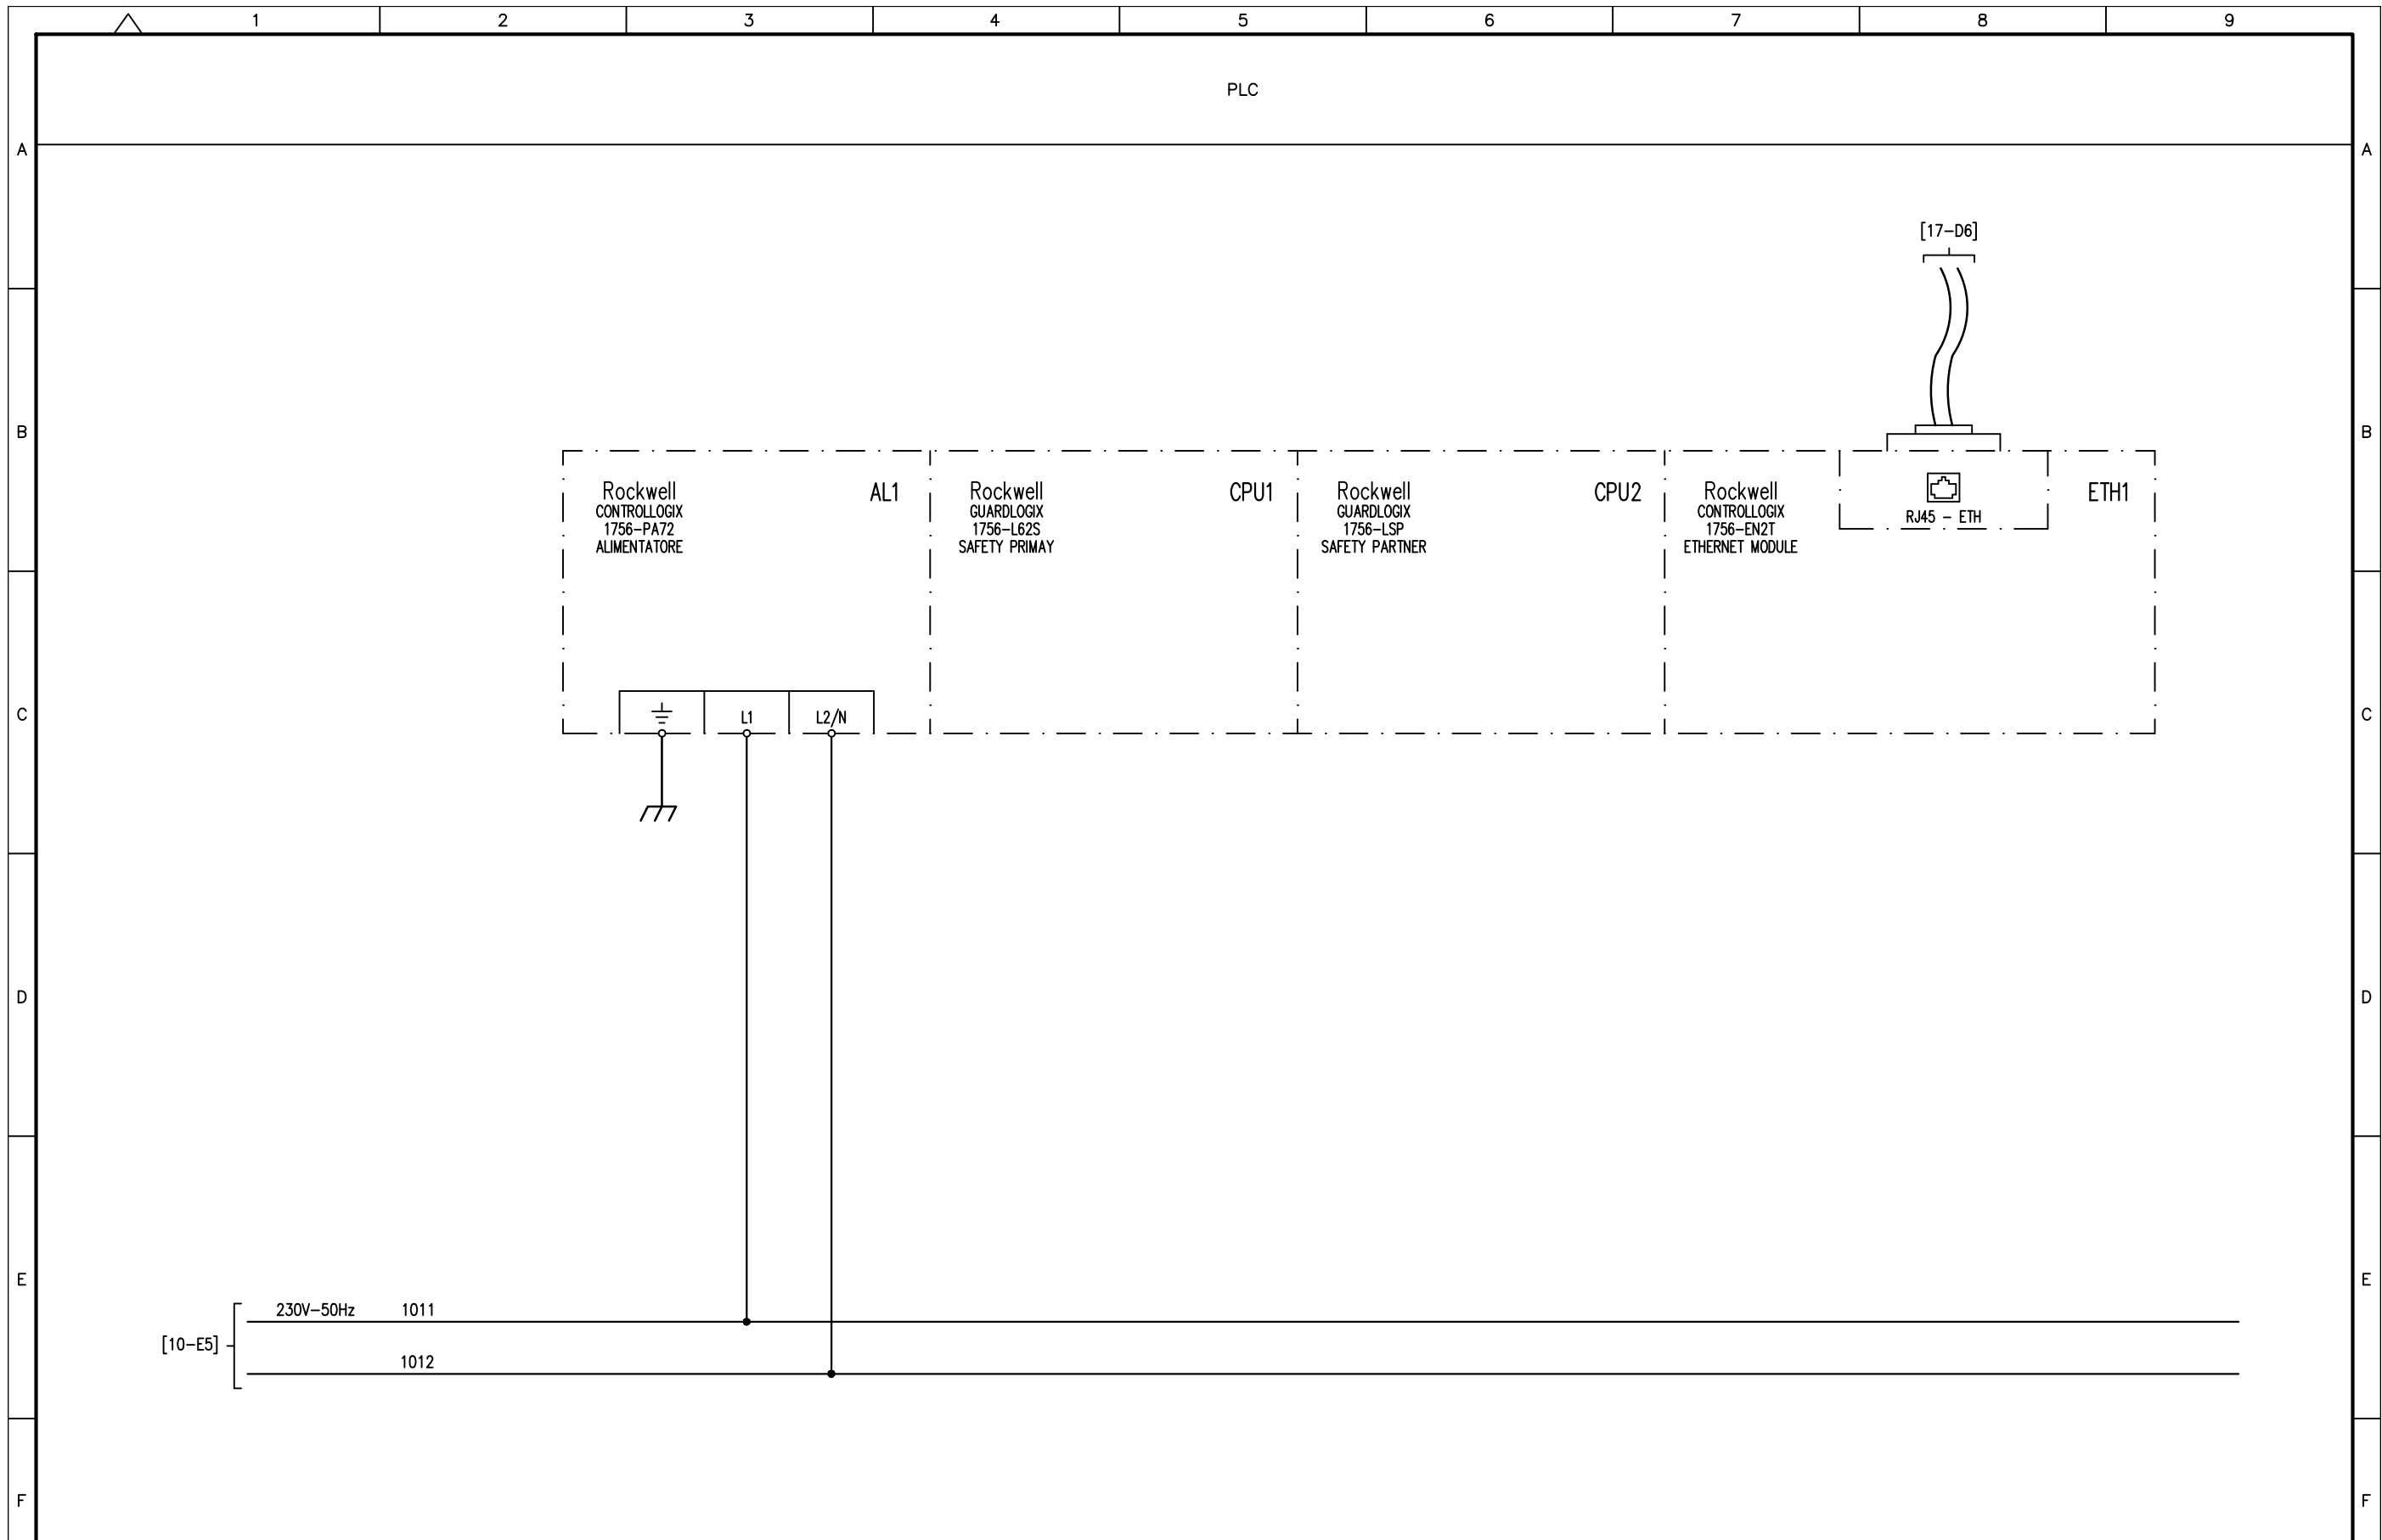 1 2 3 4 5 6 7 8 9
PLC
A A
[17-D6]
B B
Rockwell
CONTROLLOGIX
1756-PA72
ALIMENTATORE
AL1
Rockwell
GUARDLOGIX
1756-L62S
SAFETY PRIMAY
CPU1
Rockwell
GUARDLOGIX
1756-LSP
SAFETY PARTNER
CPU2
Rockwell
CONTROLLOGIX
1756-EN2T
ETHERNET MODULE
RJ45 - ETH
ETH1
L1
L2/N
C C
D D
E E
230V-50Hz 1011
[10-E5]
1012
F F